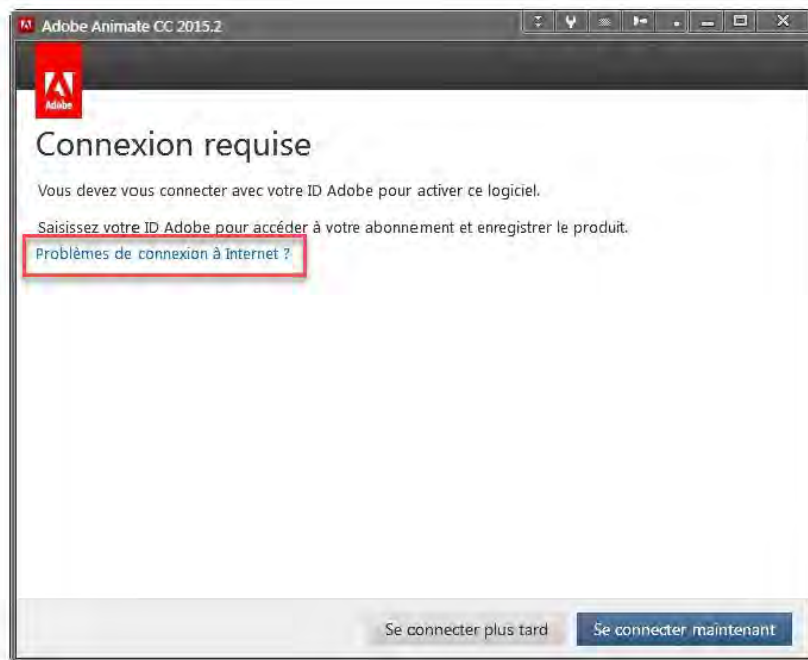 Adobe Animate CC 2015.2
Adobe
Connexion requise
Vous devez vous connecter avec votre ID Adobe pour activer ce logiciel.
Saisissez votre ID Adobe pour accéder à votre abonnement et enregistrer le produit.
Problèmes de connexion à Internet ?
Se connecter plus tard
Se connecter maintenant